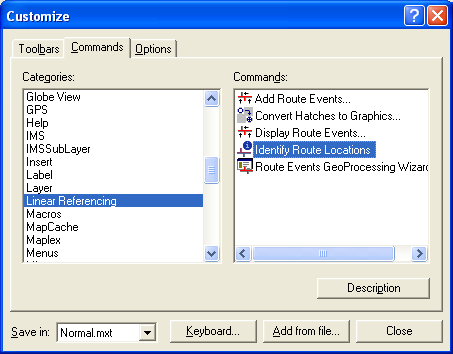 Customize
Toolbars Commands Options
Categories:
Globe View
GPS
Help
IMS
IMSSubLayer
Insert
Label
Layer
Linear Referencing
Macros
MapCache
Maplex
Menus
Commands:
Add Route Events...
Convert Hatches to Graphics...
Display Route Events...
Identify Route Locations
Route Events GeoProcessing Wizard
Description
Save in: Normal.mxt Keyboard... Add from file... Close